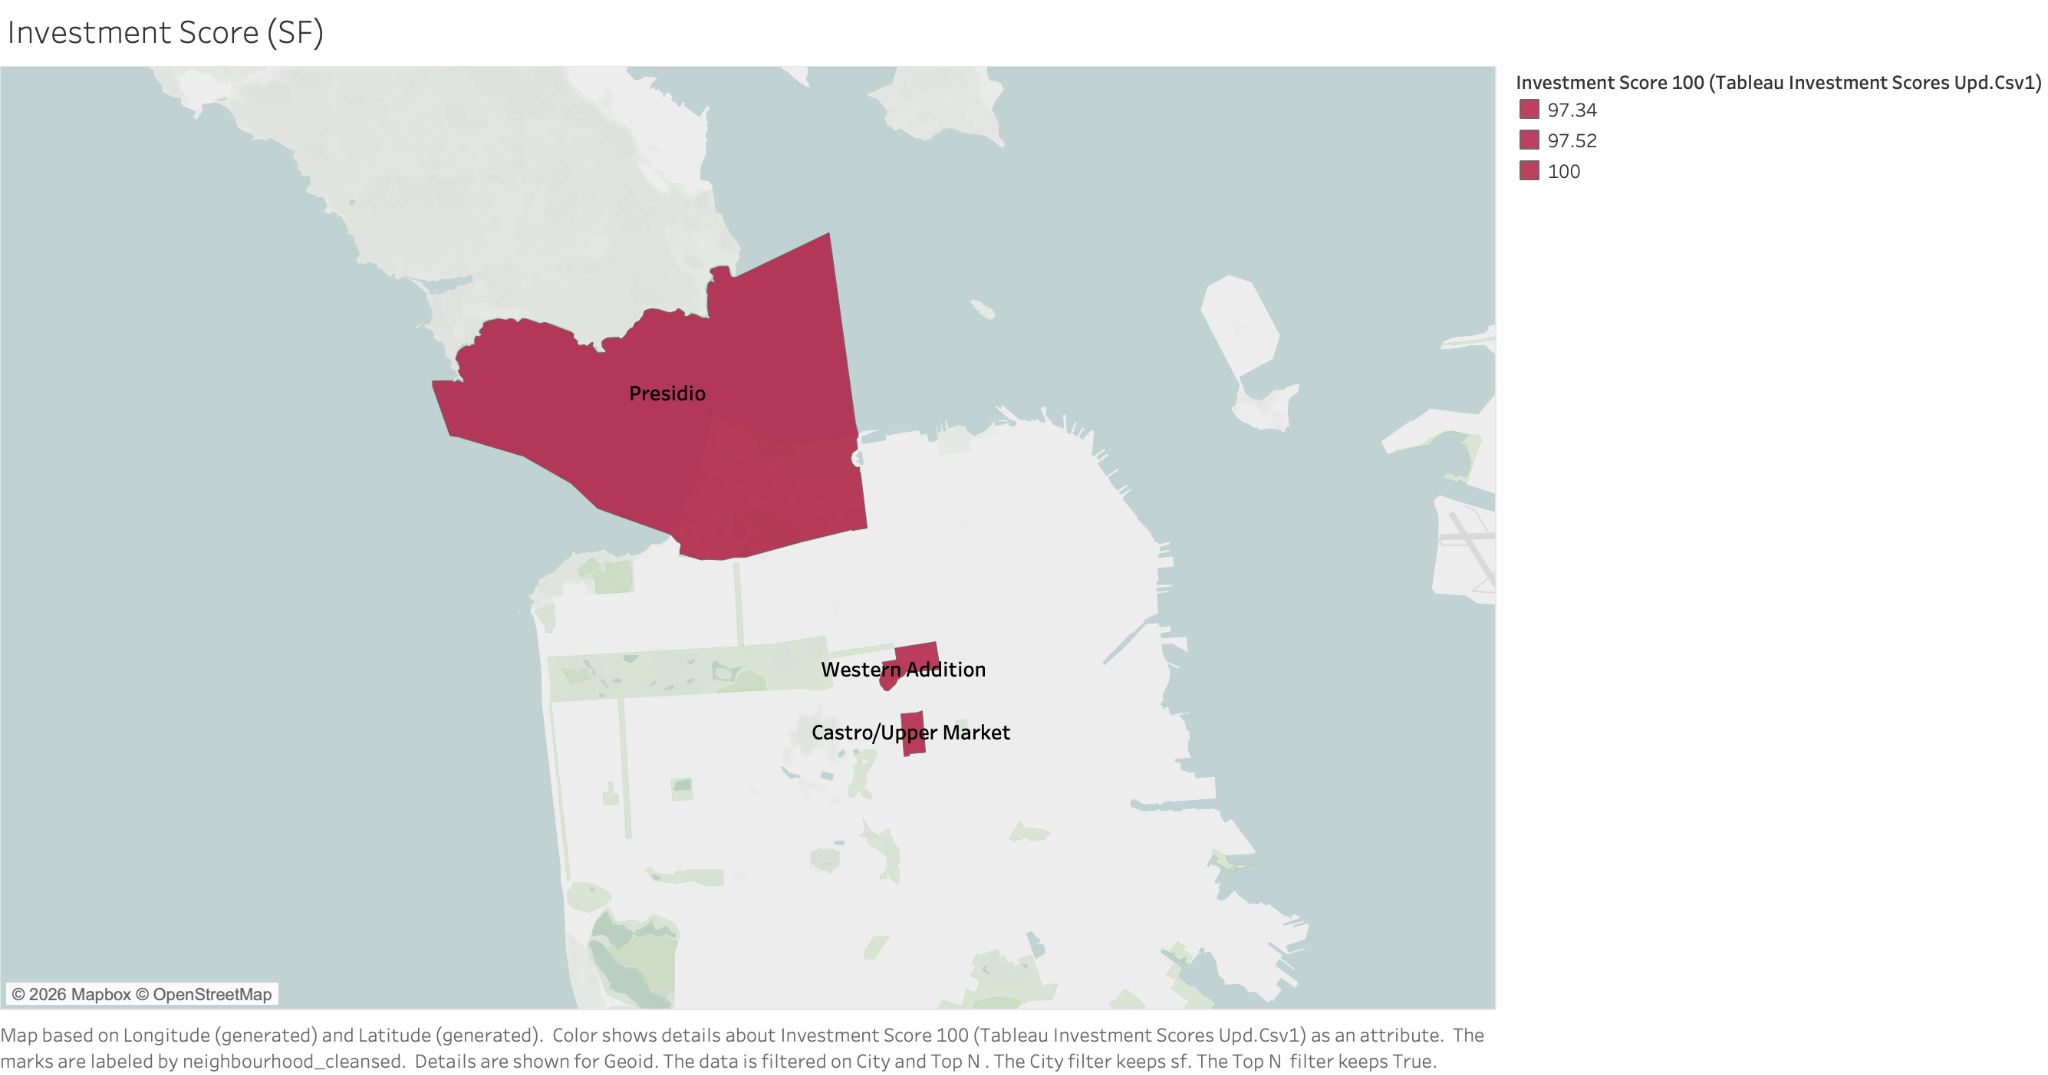 Investment Score (SF)
Investment Score 100 (Tableau Investment Scores Upd.Csv1)
97.34
97.52
100
Presidio
Western Addition
Castro/Upper Market
© 2026 Mapbox © OpenStreetMap
Map based on Longitude (generated) and Latitude (generated).  Color shows details about Investment Score 100 (Tableau Investment Scores Upd.Csv1) as an attribute.  The
marks are labeled by neighbourhood_cleansed.  Details are shown for Geoid. The data is filtered on City and Top N . The City filter keeps sf. The Top N  filter keeps True.